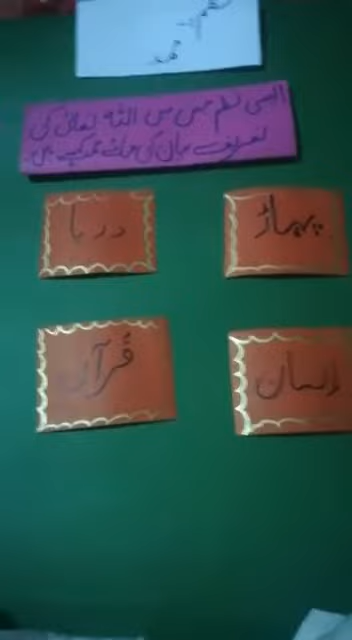 نظم
حمد
ایسی نظم جس میں اللہ تعالیٰ کی
تعریف بیان کی جائے حمد کہتے ہیں۔
پہاڑ
دریا
انسان
قرآن